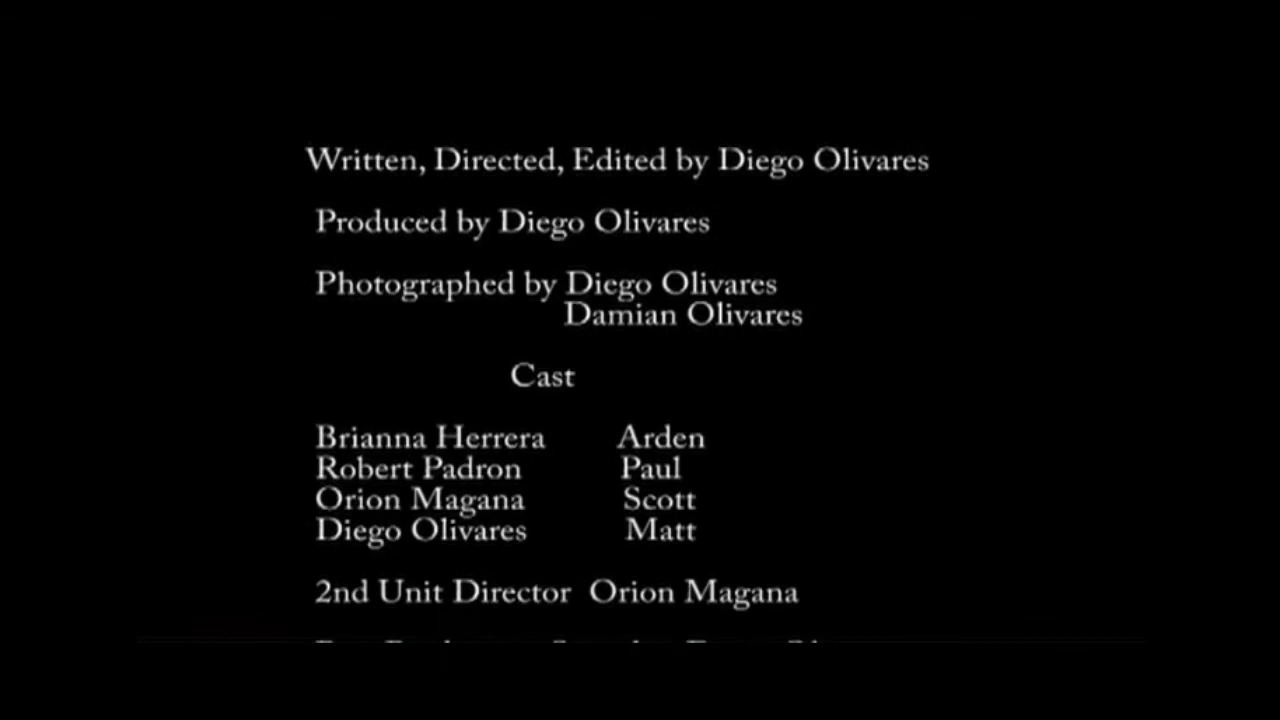 Written, Directed, Edited by Diego Olivares
Produced by Diego Olivares
Photographed by Diego Olivares
Damian Olivares
Cast
Brianna Herrera Arden
Robert Padron Paul
Orion Magana Scott
Diego Olivares Matt
2nd Unit Director Orion Magana